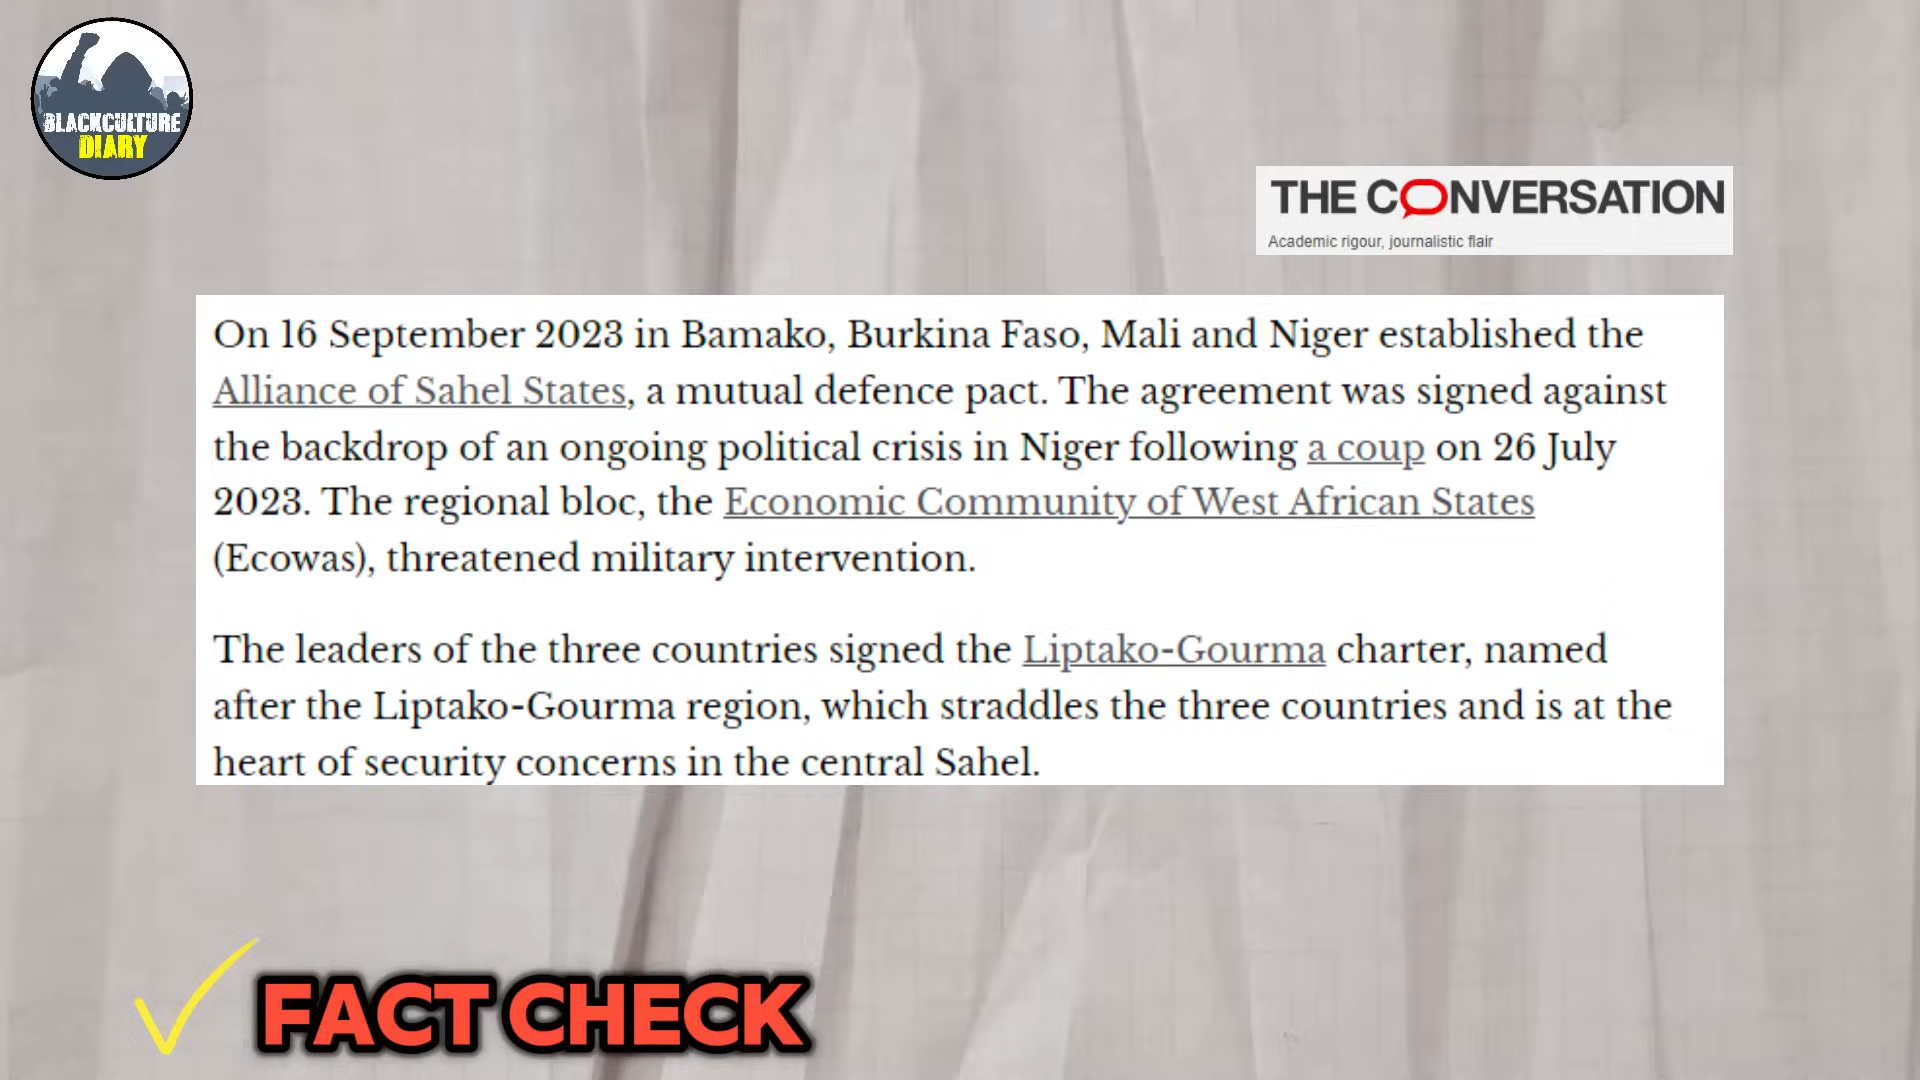 BLACKCULTURE
DIARY
THE CONVERSATION
Academic rigour, journalistic flair
On 16 September 2023 in Bamako, Burkina Faso, Mali and Niger established the
Alliance of Sahel States, a mutual defence pact. The agreement was signed against
the backdrop of an ongoing political crisis in Niger following a coup on 26 July
2023. The regional bloc, the Economic Community of West African States
(Ecowas), threatened military intervention.
The leaders of the three countries signed the Liptako-Gourma charter, named
after the Liptako-Gourma region, which straddles the three countries and is at the
heart of security concerns in the central Sahel.
FACT CHECK